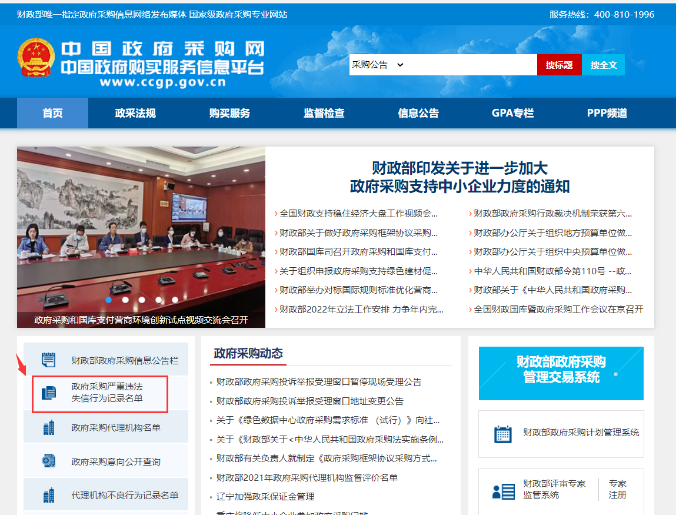 财政部唯一指定政府采购信息网络发布媒体 国家级政府采购专业网站
服务热线：400-810-1996
中国政府采购网
中国政府购买服务信息平台
www.ccgp.gov.cn
采购公告
搜标题
搜全文
首页
政采法规
购买服务
监督检查
信息公告
GPA专栏
PPP频道
财政部印发关于进一步加大
政府采购支持中小企业力度的通知
全国财政支持稳住经济大盘工作视频会...
财政部政府采购行政裁决机制荣获第六...
财政部关于做好政府采购框架协议采购...
财政部办公厅关于组织地方预算单位做...
财政部国库司召开政府采购和国库支付...
财政部办公厅关于组织中央预算单位做...
关于组织申报政府采购支持绿色建材促...
中华人民共和国财政部令第110号 --政...
财政部举办对标国际规则标准优化营商...
财政部关于《中华人民共和国政府采购...
财政部2022年立法工作安排 力争年内完...
全国财政国库暨政府采购工作会议在京召开
政府采购和国库支付营商环境创新试点视频交流会召开
财政部政府采购信息公告栏
政府采购严重违法
失信行为记录名单
政府采购代理机构名单
政府采购意向公开查询
代理机构不良行为记录名单
政府采购动态
财政部政府采购投诉举报受理窗口暂停现场受理公告
财政部政府采购投诉举报受理窗口地址变更公告
关于《绿色数据中心政府采购需求标准 （试行）》向社...
关于《财政部关于<中华人民共和国政府采购法实施条例...
财政部有关负责人就制定《政府采购框架协议采购方式...
财政部2021年政府采购代理机构监督评价名单
辽宁加强政采保证金管理
财政部政府采购
管理交易系统
财政部政府采购计划管理系统
财政部评审专家
监管系统
专家
注册